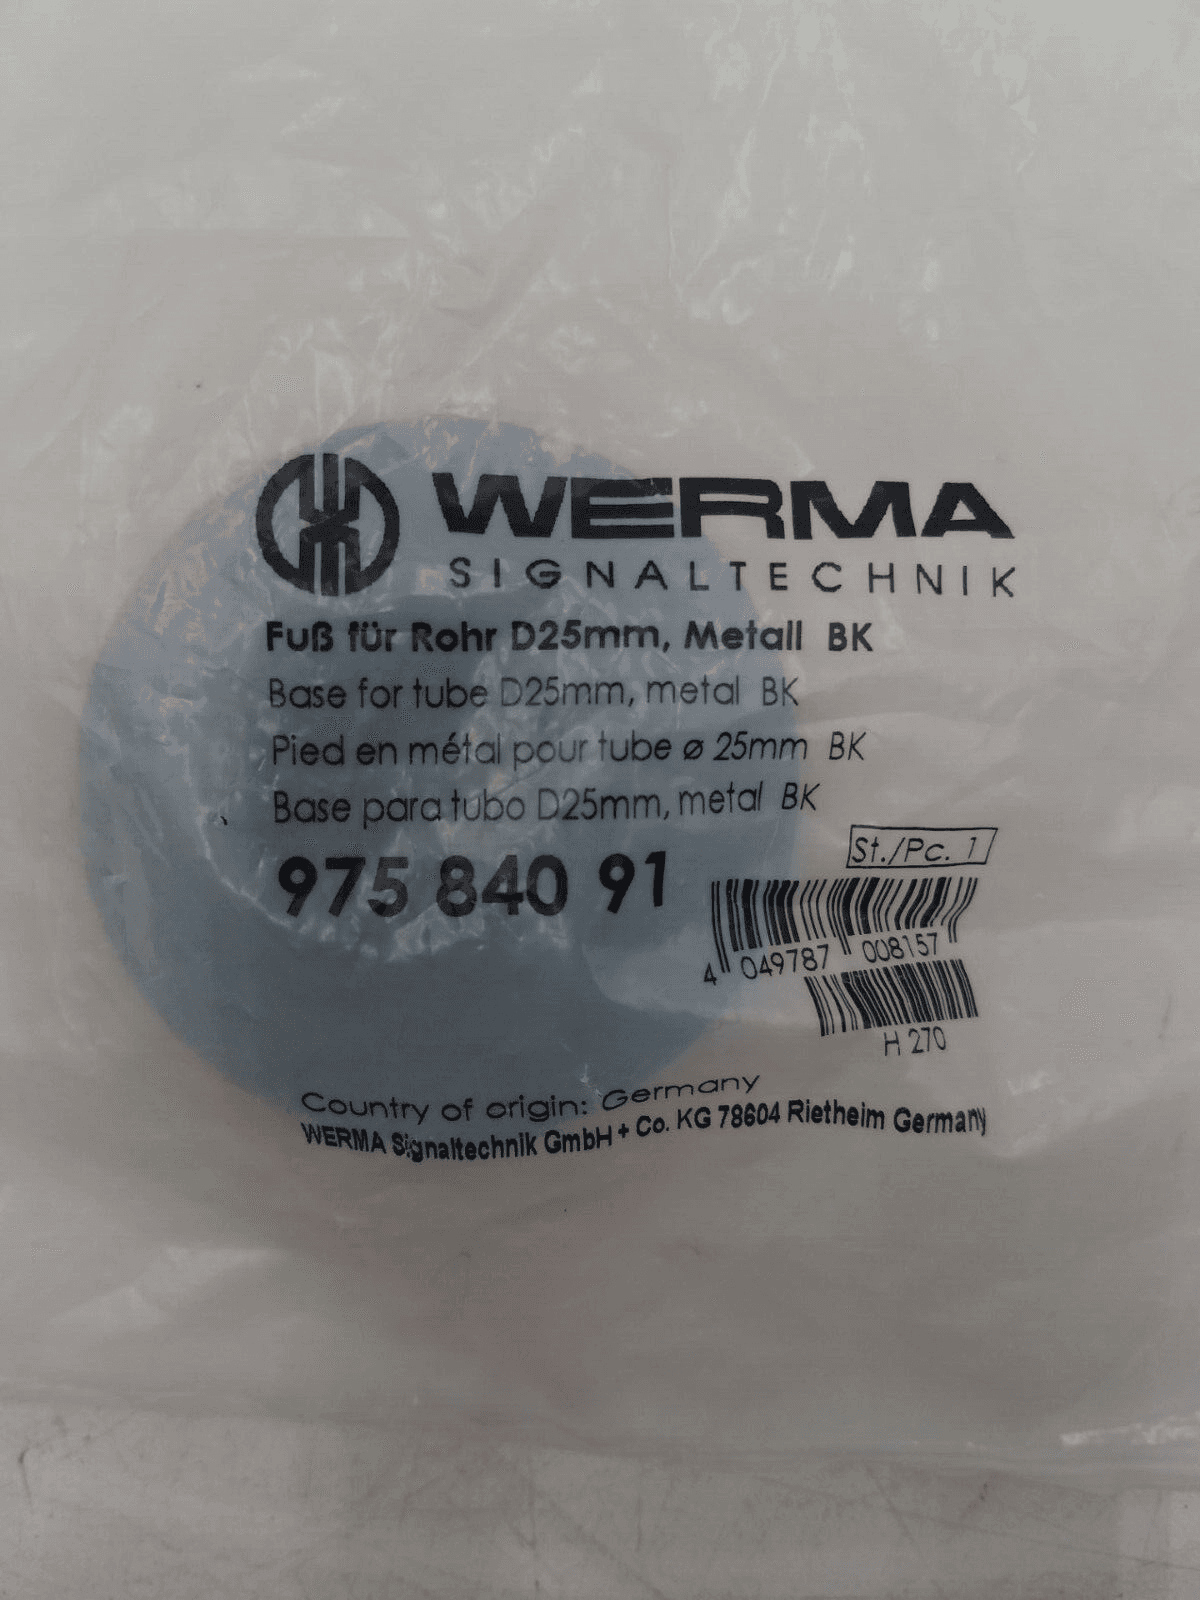 WERMA
SIGNALTECHNIK
Fuß für Rohr D25mm, Metall BK
Base for tube D25mm, metal BK
Pied en métal pour tube ø 25mm BK
Base para tubo D25mm, metal BK
975 840 91
St./Pc. 1
4 049787 008157
H 270
Country of origin: Germany
WERMA Signaltechnik GmbH + Co. KG 78604 Rietheim Germany